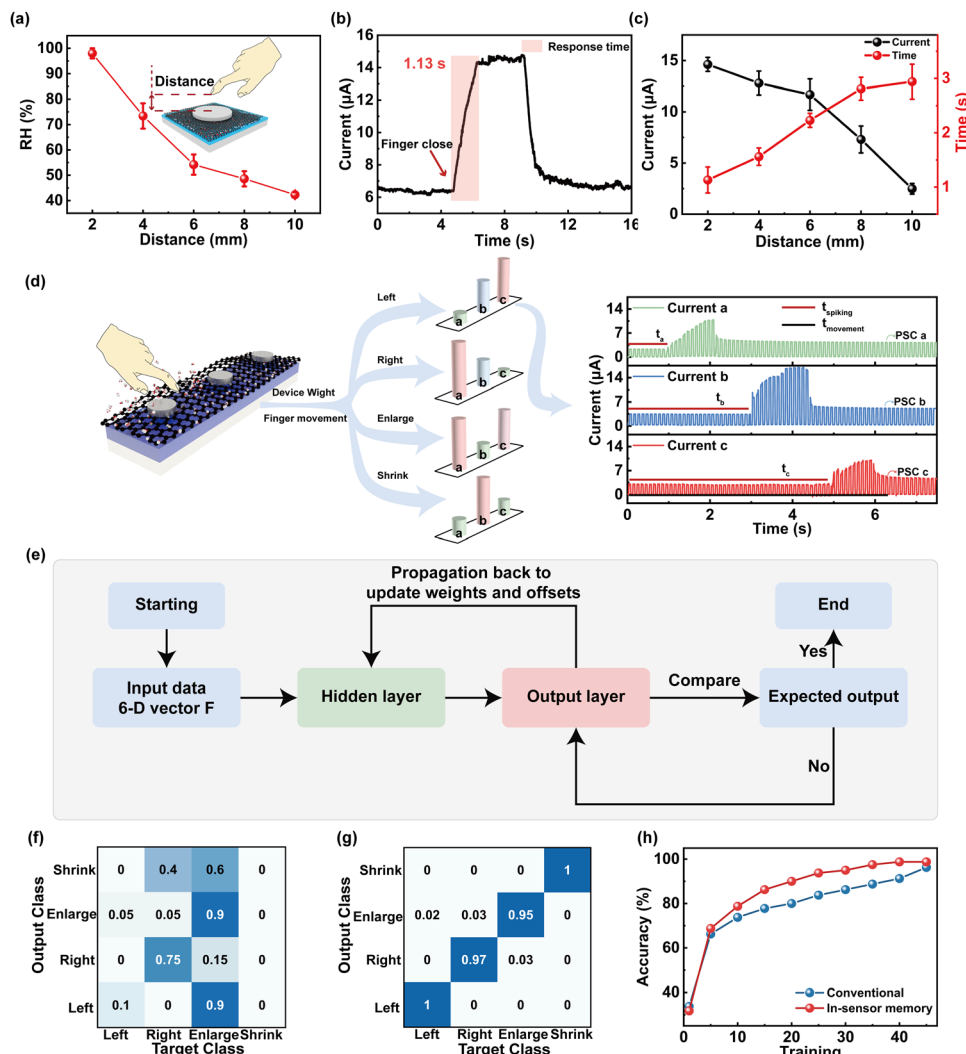 (a)
100
90
80
70
60
50
40
RH (%)
Distance
2 4 6 8 10
Distance (mm)
(b)
16
14
12
10
8
6
Current (μA)
Response time
1.13 s
Finger close
0 4 8 12 16
Time (s)
(c)
15
10
5
0
Current (μA)
Current
Time
3
2
1
Time (s)
2 4 6 8 10
Distance (mm)
(d)
Device Wight
Finger movement
Left
a b c
Right
a b c
Enlarge
a b c
Shrink
a b c
Current (μA)
14
7
0
Current a
t_spiking
t_movement
t_a
PSC a
14
7
0
Current b
t_b
PSC b
14
7
0
Current c
t_c
PSC c
0 2 4 6
Time (s)
(e)
Propagation back to
update weights and offsets
Starting
End
Yes
Input data
6-D vector F
Hidden layer
Output layer
Compare
Expected output
No
(f)
Output Class
Shrink 0 0.4 0.6 0
Enlarge 0.05 0.05 0.9 0
Right 0 0.75 0.15 0
Left 0.1 0 0.9 0
Left Right Enlarge Shrink
Target Class
(g)
Output Class
Shrink 0 0 0 1
Enlarge 0.02 0.03 0.95 0
Right 0 0.97 0.03 0
Left 1 0 0 0
Left Right Enlarge Shrink
Target Class
(h)
100
80
60
40
Accuracy (%)
Conventional
In-sensor memory
0 10 20 30 40
Training